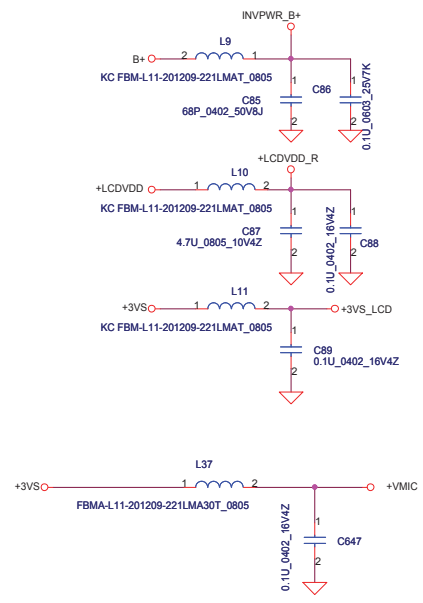 INVPWR_B+
L9
B+ 2 1
KC FBM-L11-201209-221LMAT_0805
1 1
C85 C86
68P_0402_50V8J
0.1U_0603_25V7K
2 2
+LCDVDD_R
L10
+LCDVDD 1 2
KC FBM-L11-201209-221LMAT_0805
1 1
C87
4.7U_0805_10V4Z
0.1U_0402_16V4Z
C88
2 2
L11
+3VS 1 2 +3VS_LCD
KC FBM-L11-201209-221LMAT_0805
1
C89
0.1U_0402_16V4Z
2
L37
+3VS 1 2 +VMIC
FBMA-L11-201209-221LMA30T_0805
0.1U_0402_16V4Z
1
C647
2